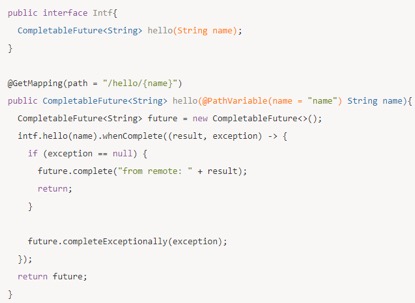 public interface Intf{
  CompletableFuture<String> hello(String name);
}
@GetMapping(path = "/hello/{name}")
public CompletableFuture<String> hello(@PathVariable(name = "name") String name){
  CompletableFuture<String> future = new CompletableFuture<>();
  intf.hello(name).whenComplete((result, exception) -> {
    if (exception == null) {
      future.complete("from remote: " + result);
      return;
    }
    future.completeExceptionally(exception);
  });
  return future;
}